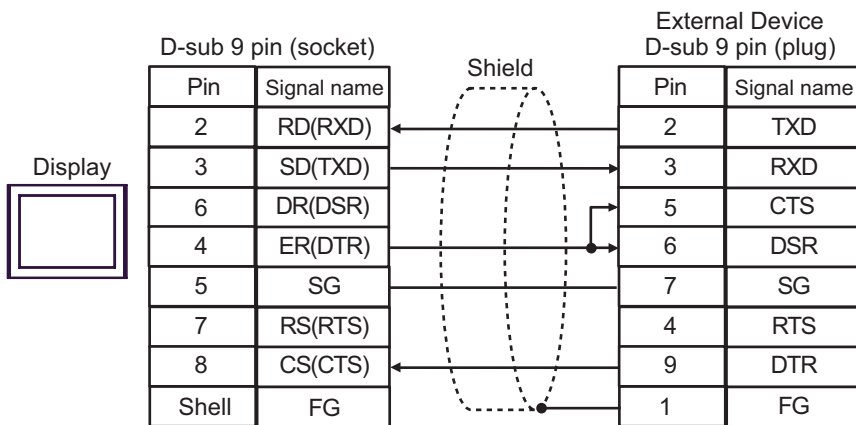 External Device
D-sub 9 pin (socket) D-sub 9 pin (plug)
Shield
Pin Signal name Pin Signal name
2 RD(RXD) 2 TXD
Display
3 SD(TXD) 3 RXD
6 DR(DSR) 5 CTS
4 ER(DTR) 6 DSR
5 SG 7 SG
7 RS(RTS) 4 RTS
8 CS(CTS) 9 DTR
Shell FG 1 FG